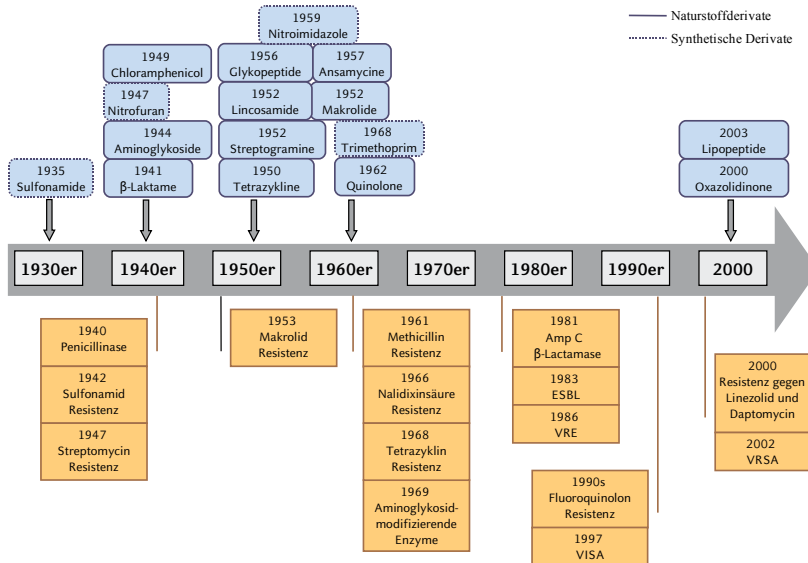 1959
Nitroimidazole
Naturstoffderivate
Synthetische Derivate
1949
Chloramphenicol
1956
Glykopeptide
1957
Ansamycine
1947
Nitrofuran
1952
Lincosamide
1952
Makrolide
1944
Aminoglykoside
1952
Streptogramine
1968
Trimethoprim
2003
Lipopeptide
1935
Sulfonamide
1941
β-Laktame
1950
Tetrazykline
1962
Quinolone
2000
Oxazolidinone
1930er
1940er
1950er
1960er
1970er
1980er
1990er
2000
1940
Penicillinase
1942
Sulfonamid
Resistenz
1947
Streptomycin
Resistenz
1953
Makrolid
Resistenz
1961
Methicillin
Resistenz
1966
Nalidixinsäure
Resistenz
1968
Tetrazyklin
Resistenz
1969
Aminoglykosid-
modifizierende
Enzyme
1981
Amp C
β-Lactamase
1983
ESBL
1986
VRE
1990s
Fluoroquinolon
Resistenz
1997
VISA
2000
Resistenz gegen
Linezolid und
Daptomycin
2002
VRSA